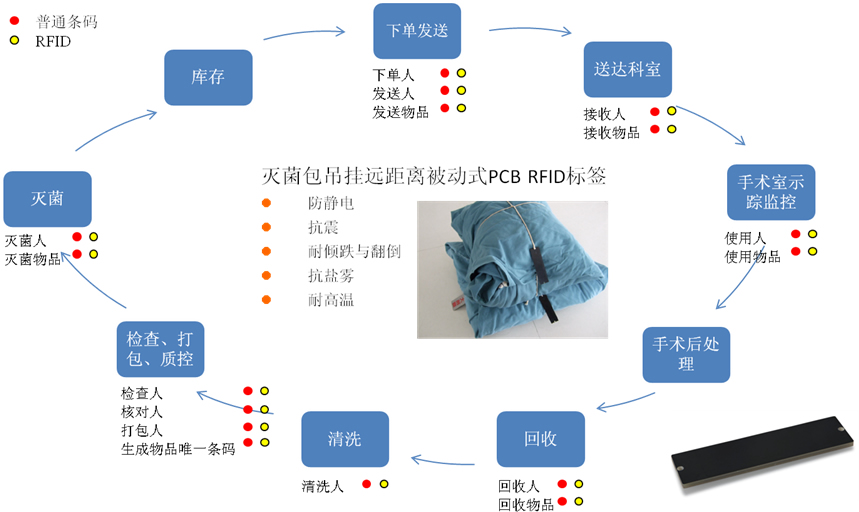 普通条码
RFID
库存
下单发送
下单人
发送人
发送物品
送达科室
接收人
接收物品
手术室示
踪监控
使用人
使用物品
手术后处
理
回收
回收人
回收物品
清洗
清洗人
检查、打
包、质控
检查人
核对人
打包人
生成物品唯一条码
灭菌
灭菌人
灭菌物品
灭菌包吊挂远距离被动式PCB RFID标签
防静电
抗震
耐倾跌与翻倒
抗盐雾
耐高温